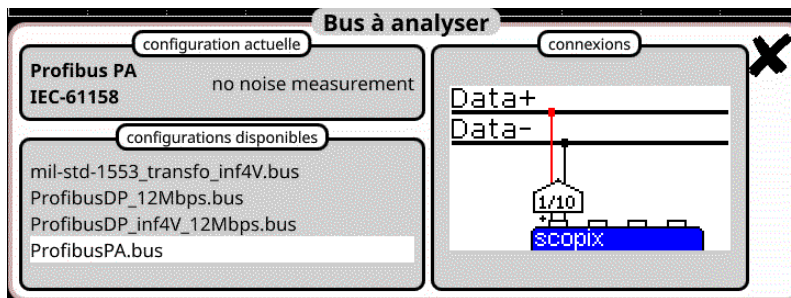 Bus à analyser
configuration actuelle
Profibus PA
IEC-61158
no noise measurement
configurations disponibles
mil-std-1553_transfo_inf4V.bus
ProfibusDP_12Mbps.bus
ProfibusDP_inf4V_12Mbps.bus
ProfibusPA.bus
connexions
Data+
Data-
1/10
scopix